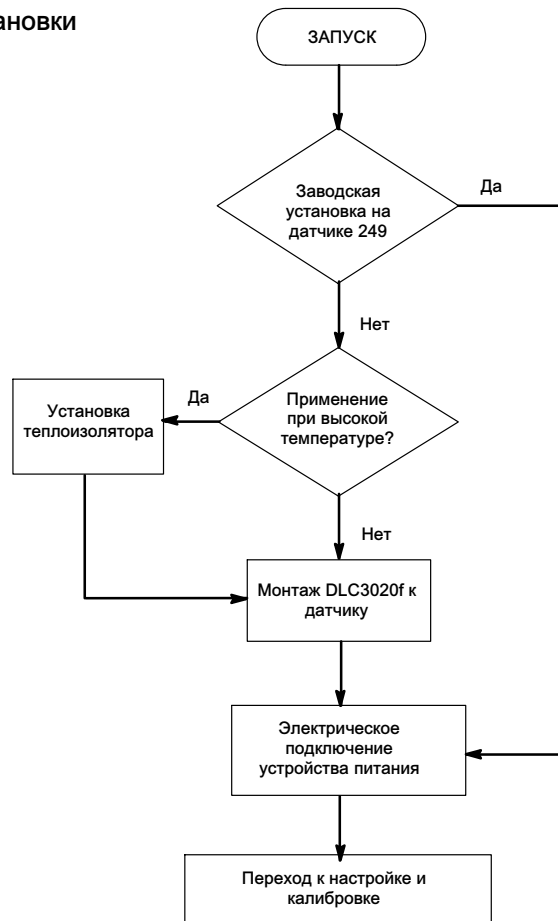 ановки
ЗАПУСК
Заводская
установка на
датчике 249
Да
Нет
Применение
при высокой
температуре?
Да
Установка
теплоизолятора
Нет
Монтаж DLC3020f к
датчику
Электрическое
подключение
устройства питания
Переход к настройке и
калибровке